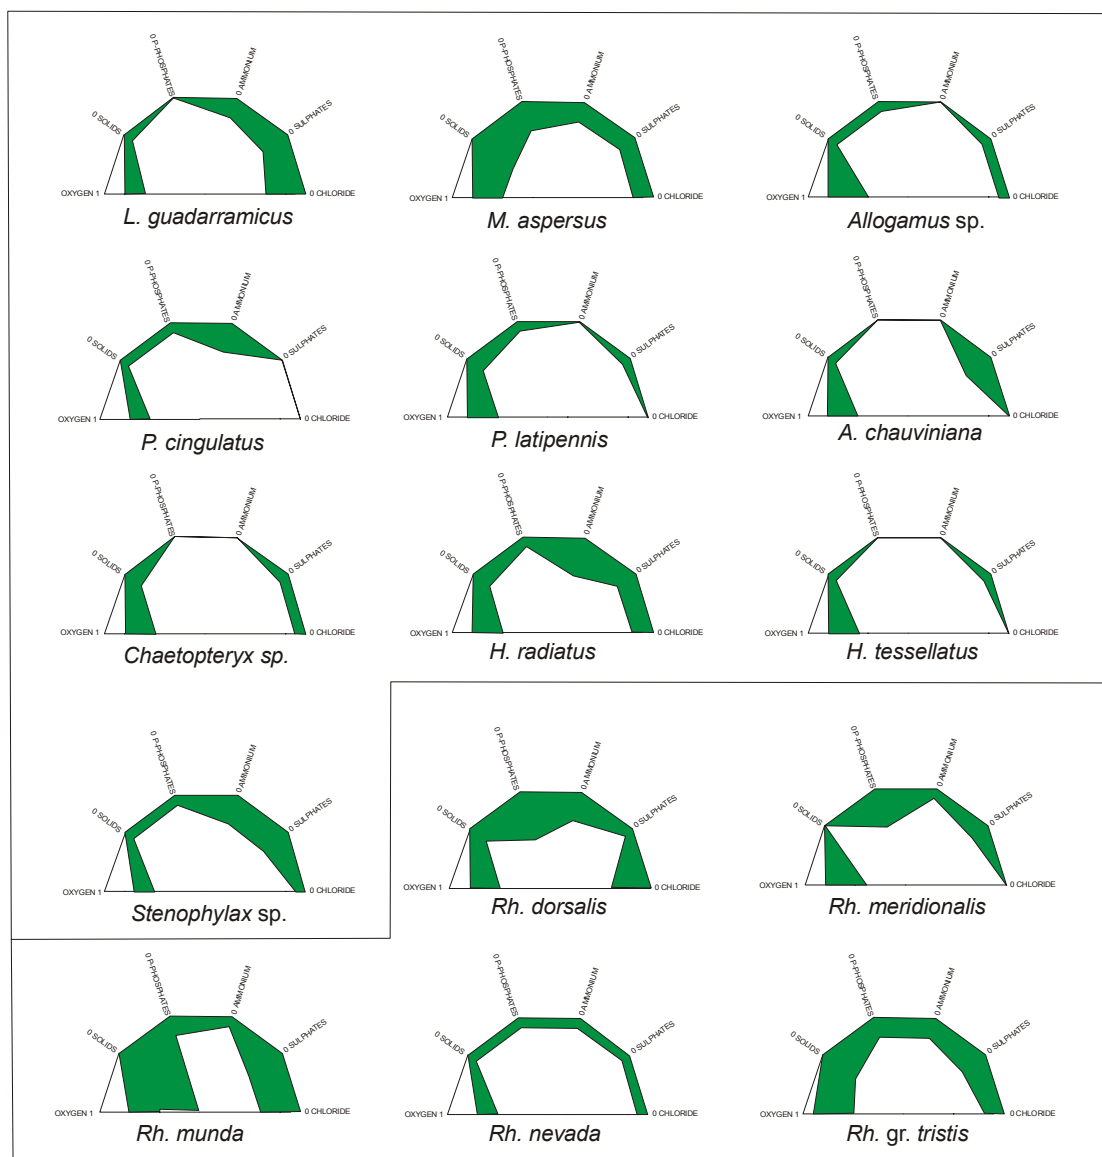 0 P-PHOSPHATES
0 AMMONIUM
0 SOLIDS
0 SULPHATES
OXYGEN 1
0 CHLORIDE
L. guadarramicus
0 P-PHOSPHATES
0 AMMONIUM
0 SOLIDS
0 SULPHATES
OXYGEN 1
0 CHLORIDE
M. aspersus
0 P-PHOSPHATES
0 AMMONIUM
0 SOLIDS
0 SULPHATES
OXYGEN 1
0 CHLORIDE
Allogamus sp.
0 P-PHOSPHATES
0 AMMONIUM
0 SOLIDS
0 SULPHATES
OXYGEN 1
0 CHLORIDE
P. cingulatus
0 P-PHOSPHATES
0 AMMONIUM
0 SOLIDS
0 SULPHATES
OXYGEN 1
0 CHLORIDE
P. latipennis
0 P-PHOSPHATES
0 AMMONIUM
0 SOLIDS
0 SULPHATES
OXYGEN 1
0 CHLORIDE
A. chauviniana
0 P-PHOSPHATES
0 AMMONIUM
0 SOLIDS
0 SULPHATES
OXYGEN 1
0 CHLORIDE
Chaetopteryx sp.
0 P-PHOSPHATES
0 AMMONIUM
0 SOLIDS
0 SULPHATES
OXYGEN 1
0 CHLORIDE
H. radiatus
0 P-PHOSPHATES
0 AMMONIUM
0 SOLIDS
0 SULPHATES
OXYGEN 1
0 CHLORIDE
H. tessellatus
0 P-PHOSPHATES
0 AMMONIUM
0 SOLIDS
0 SULPHATES
OXYGEN 1
0 CHLORIDE
Stenophylax sp.
0 P-PHOSPHATES
0 AMMONIUM
0 SOLIDS
0 SULPHATES
OXYGEN 1
0 CHLORIDE
Rh. dorsalis
0 P-PHOSPHATES
0 AMMONIUM
0 SOLIDS
0 SULPHATES
OXYGEN 1
0 CHLORIDE
Rh. meridionalis
0 P-PHOSPHATES
0 AMMONIUM
0 SOLIDS
0 SULPHATES
OXYGEN 1
0 CHLORIDE
Rh. munda
0 P-PHOSPHATES
0 AMMONIUM
0 SOLIDS
0 SULPHATES
OXYGEN 1
0 CHLORIDE
Rh. nevada
0 P-PHOSPHATES
0 AMMONIUM
0 SOLIDS
0 SULPHATES
OXYGEN 1
0 CHLORIDE
Rh. gr. tristis